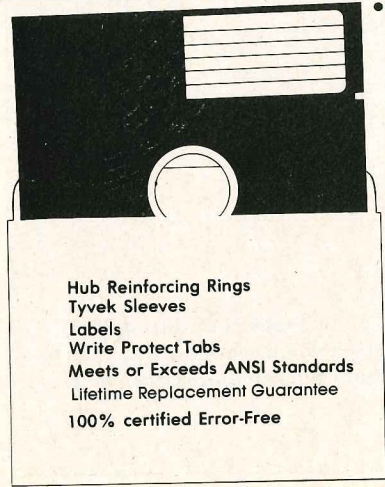 Hub Reinforcing Rings
Tyvek Sleeves
Labels
Write Protect Tabs
Meets or Exceeds ANSI Standards
Lifetime Replacement Guarantee
100% certified Error-Free